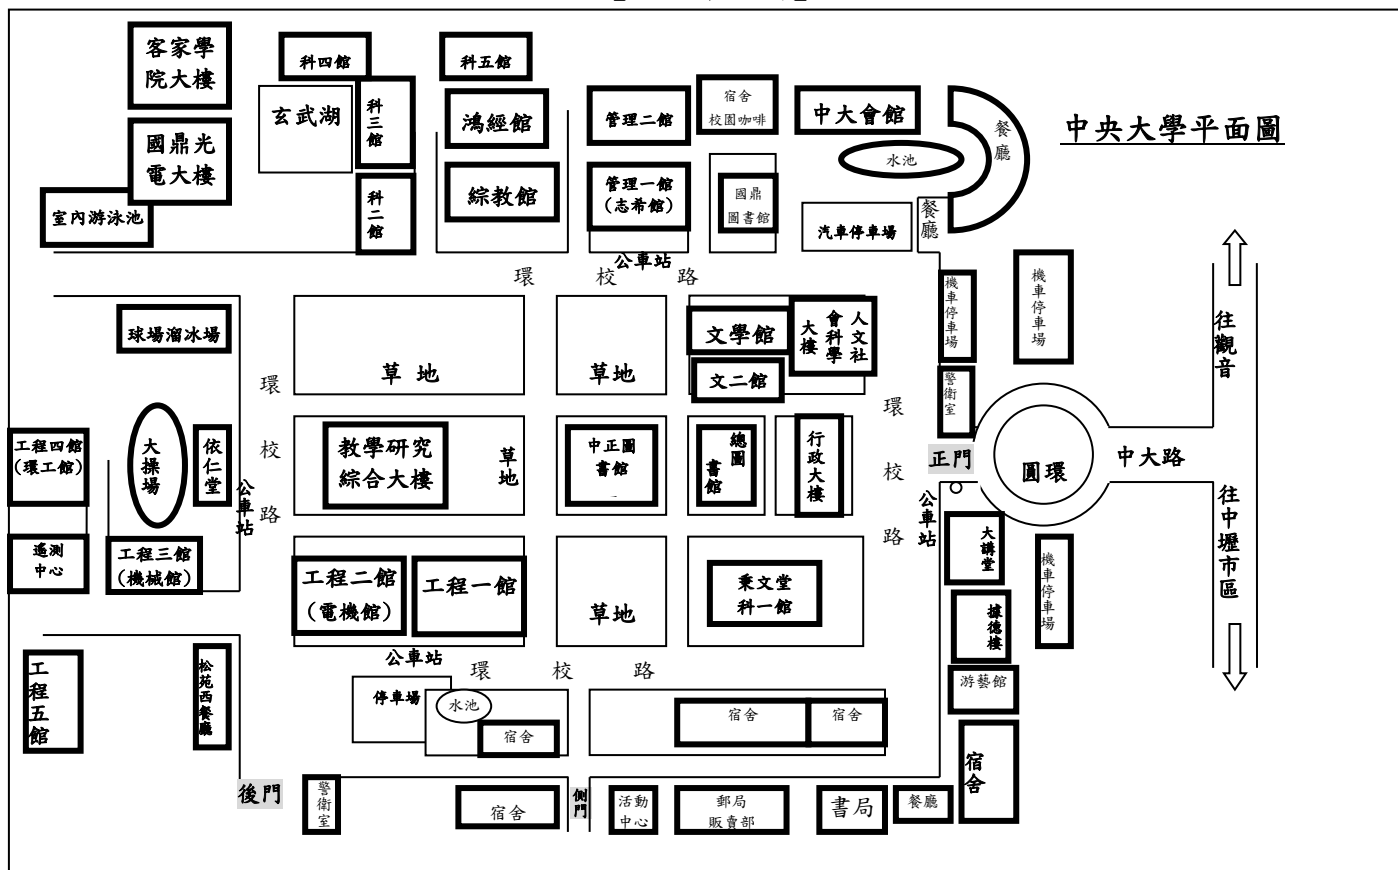 中央大學平面圖
客家學
院大樓
科四館
科五館
玄武湖
科三館
鴻經館
管理二館
宿舍
校園咖啡
中大會館
餐廳
水池
國鼎光
電大樓
室內游泳池
科二館
綜教館
管理一館
(志希館)
國鼎
圖書館
汽車停車場
餐廳
公車站
環 校 路
機車停車場
機車停車場
往觀音
球場溜冰場
草 地
草地
文學館
文二館
人文社
會科學
大樓
警衛室
環校路
環校路
工程四館
(環工館)
大操場
依仁堂
公車站
教學研究
綜合大樓
草地
中正圖
書館
總圖
書館
行政大樓
正門
圓環
中大路
公車站
往中壢市區
遙測
中心
工程三館
(機械館)
工程二館
(電機館)
工程一館
草地
秉文堂
科一館
大講堂
機車停車場
據德樓
公車站
環 校 路
工程五館
松苑西餐廳
停車場
水池
宿舍
宿舍
宿舍
游藝館
宿舍
後門
警衛室
宿舍
側門
活動
中心
郵局
販賣部
書局
餐廳